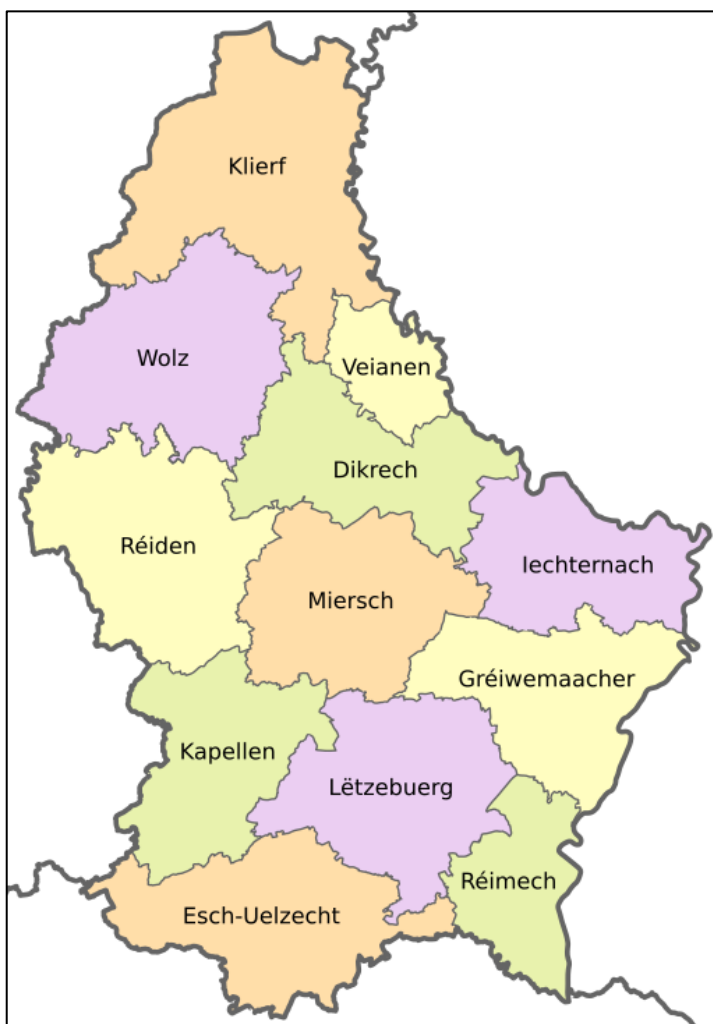 Klierf
Wolz
Veianen
Dikrech
Réiden
Iechternach
Miersch
Gréiwemaacher
Kapellen
Lëtzebuerg
Réimech
Esch-Uelzecht